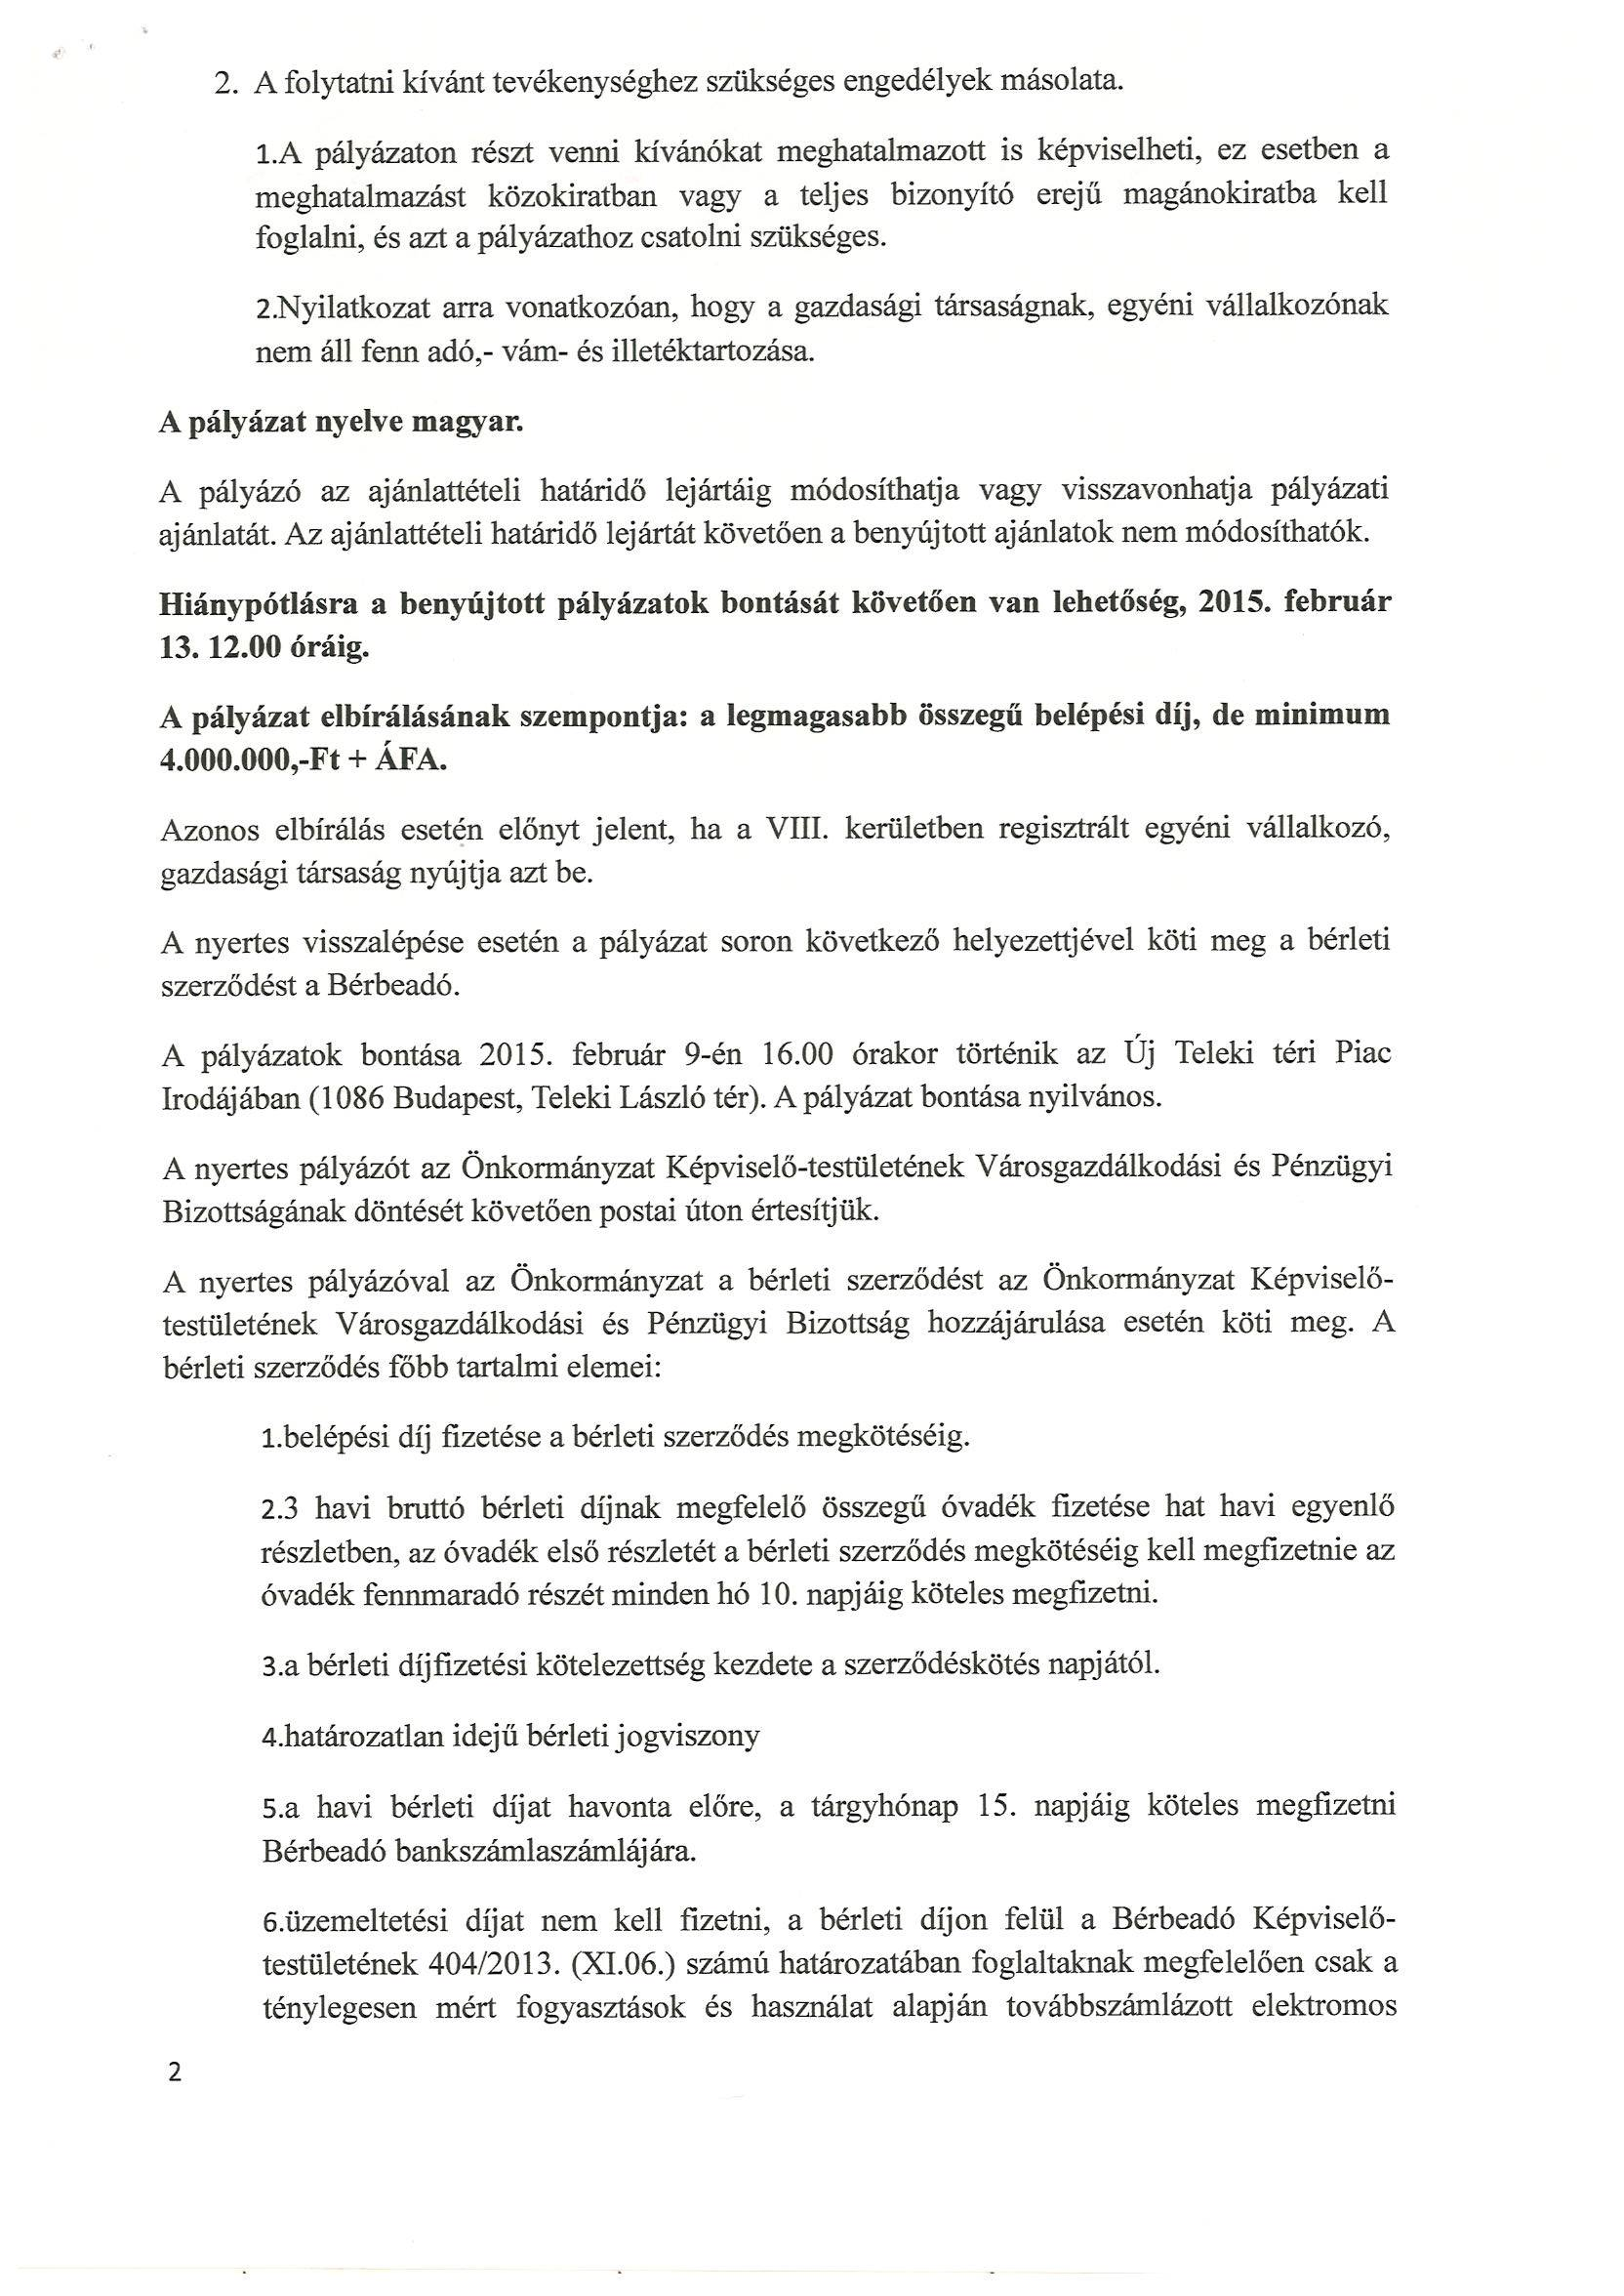 2. A folytatni kívánt tevékenységhez szükséges engedélyek másolata.
1.A pályázaton részt venni kívánókat meghatalmazott is képviselheti, ez esetben a
meghatalmazást közokiratban vagy a teljes bizonyító erejű magánokiratba kell
foglalni, és azt a pályázathoz csatolni szükséges.
2.Nyilatkozat arra vonatkozóan, hogy a gazdasági társaságnak, egyéni vállalkozónak
nem áll fenn adó,- vám- és illetéktartozása.
A pályázat nyelve magyar.
A pályázó az ajánlattételi határidő lejártáig módosíthatja vagy visszavonhatja pályázati
ajánlatát. Az ajánlattételi határidő lejártát követően a benyújtott ajánlatok nem módosíthatók.
Hiánypótlásra a benyújtott pályázatok bontását követően van lehetőség, 2015. február
13. 12.00 óráig.
A pályázat elbírálásának szempontja: a legmagasabb összegű belépési díj, de minimum
4.000.000,-Ft + ÁFA.
Azonos elbírálás esetén előnyt jelent, ha a VIII. kerületben regisztrált egyéni vállalkozó,
gazdasági társaság nyújtja azt be.
A nyertes visszalépése esetén a pályázat soron következő helyezettjével köti meg a bérleti
szerződést a Bérbeadó.
A pályázatok bontása 2015. február 9-én 16.00 órakor történik az Új Teleki téri Piac
Irodájában (1086 Budapest, Teleki László tér). A pályázat bontása nyilvános.
A nyertes pályázót az Önkormányzat Képviselő-testületének Városgazdálkodási és Pénzügyi
Bizottságának döntését követően postai úton értesítjük.
A nyertes pályázóval az Önkormányzat a bérleti szerződést az Önkormányzat Képviselő-
testületének Városgazdálkodási és Pénzügyi Bizottság hozzájárulása esetén köti meg. A
bérleti szerződés főbb tartalmi elemei:
1.belépési díj fizetése a bérleti szerződés megkötéséig.
2.3 havi bruttó bérleti díjnak megfelelő összegű óvadék fizetése hat havi egyenlő
részletben, az óvadék első részletét a bérleti szerződés megkötéséig kell megfizetnie az
óvadék fennmaradó részét minden hó 10. napjáig köteles megfizetni.
3.a bérleti díjfizetési kötelezettség kezdete a szerződéskötés napjától.
4.határozatlan idejű bérleti jogviszony
5.a havi bérleti díjat havonta előre, a tárgyhónap 15. napjáig köteles megfizetni
Bérbeadó bankszámlaszámlájára.
6.üzemeltetési díjat nem kell fizetni, a bérleti díjon felül a Bérbeadó Képviselő-
testületének 404/2013. (XI.06.) számú határozatában foglaltaknak megfelelően csak a
ténylegesen mért fogyasztások és használat alapján továbbszámlázott elektromos
2